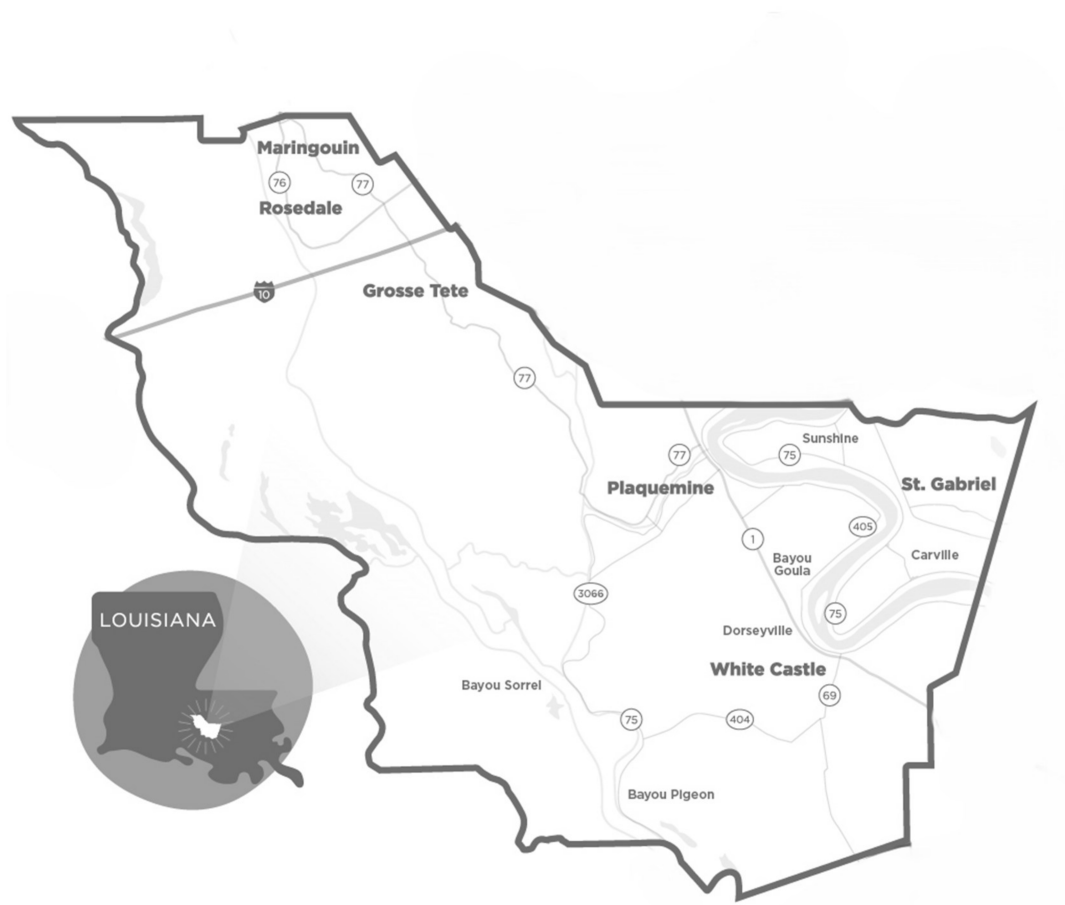 Maringouin
76
77
Rosedale
10
Grosse Tete
77
Sunshine
77
75
Plaquemine
St. Gabriel
405
1
Bayou
Goula
Carville
3066
75
LOUISIANA
Dorseyville
White Castle
Bayou Sorrel
69
75
404
Bayou Pigeon